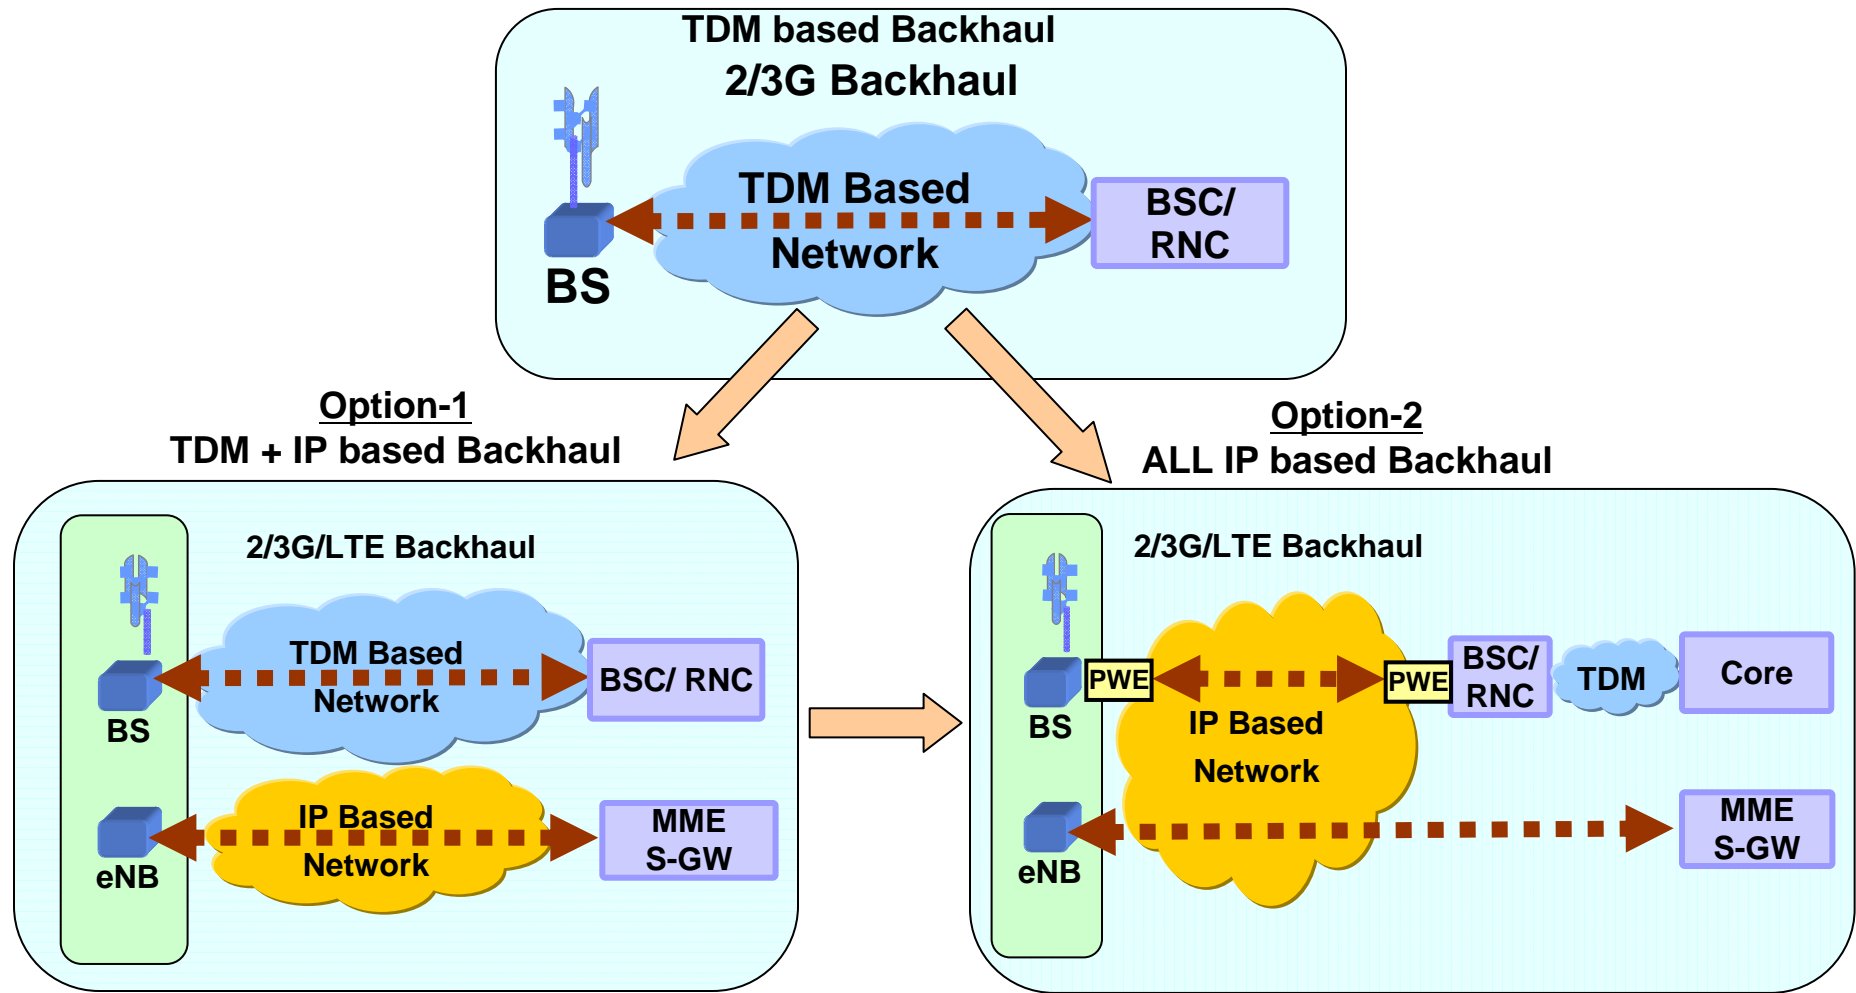 TDM based Backhaul
2/3G Backhaul
TDM Based
Network
BS
BSC/
RNC
Option-1
TDM + IP based Backhaul
2/3G/LTE Backhaul
TDM Based
Network
BS
BSC/ RNC
IP Based
Network
eNB
MME
S-GW
Option-2
ALL IP based Backhaul
2/3G/LTE Backhaul
BS
PWE
PWE
BSC/
RNC
TDM
Core
IP Based
Network
eNB
MME
S-GW